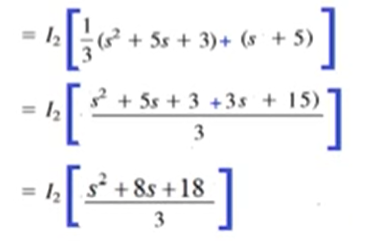 = I₂[1/3 (s² + 5s + 3)+ (s + 5)]
= I₂[s² + 5s + 3 +3s + 15) / 3]
= I₂[s² + 8s + 18 / 3]